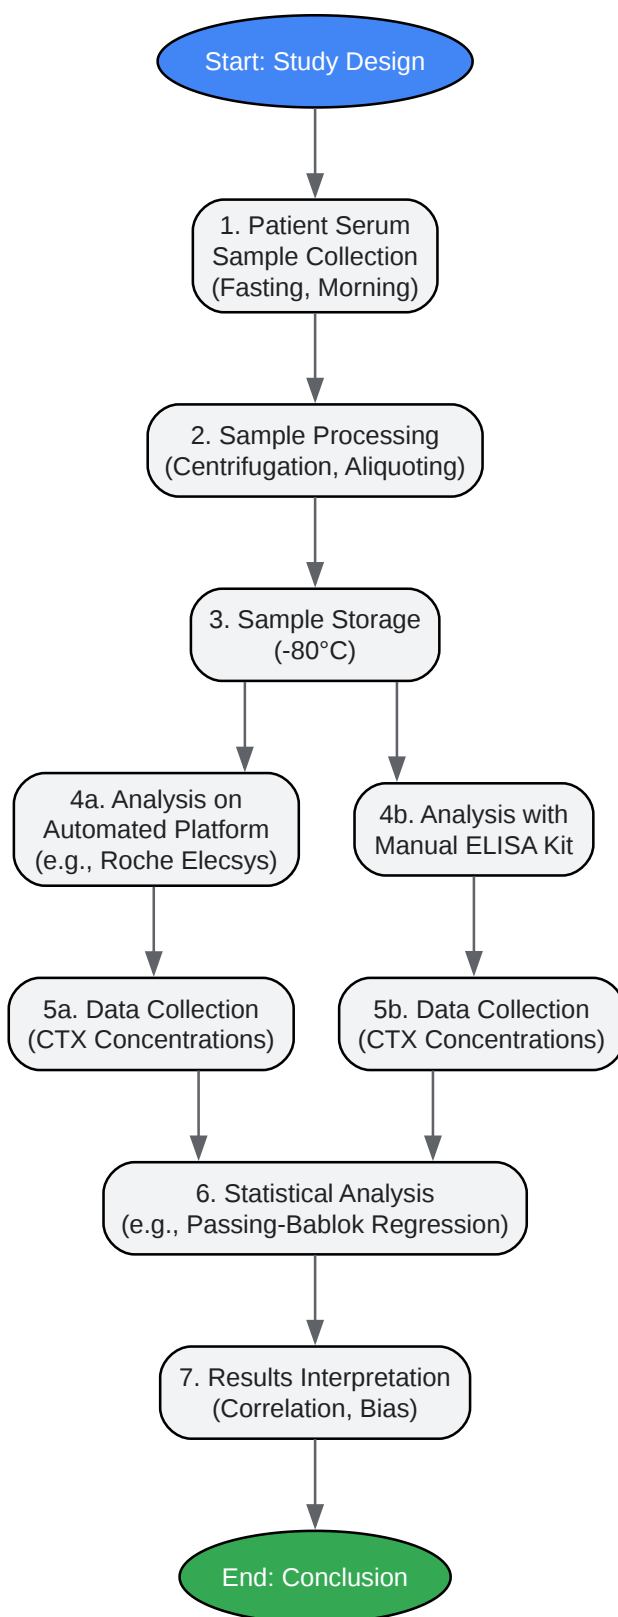 Start: Study Design
1. Patient Serum
Sample Collection
(Fasting, Morning)
2. Sample Processing
(Centrifugation, Aliquoting)
3. Sample Storage
(-80°C)
4a. Analysis on
Automated Platform
(e.g., Roche Elecsys)
4b. Analysis with
Manual ELISA Kit
5a. Data Collection
(CTX Concentrations)
5b. Data Collection
(CTX Concentrations)
6. Statistical Analysis
(e.g., Passing-Bablok Regression)
7. Results Interpretation
(Correlation, Bias)
End: Conclusion